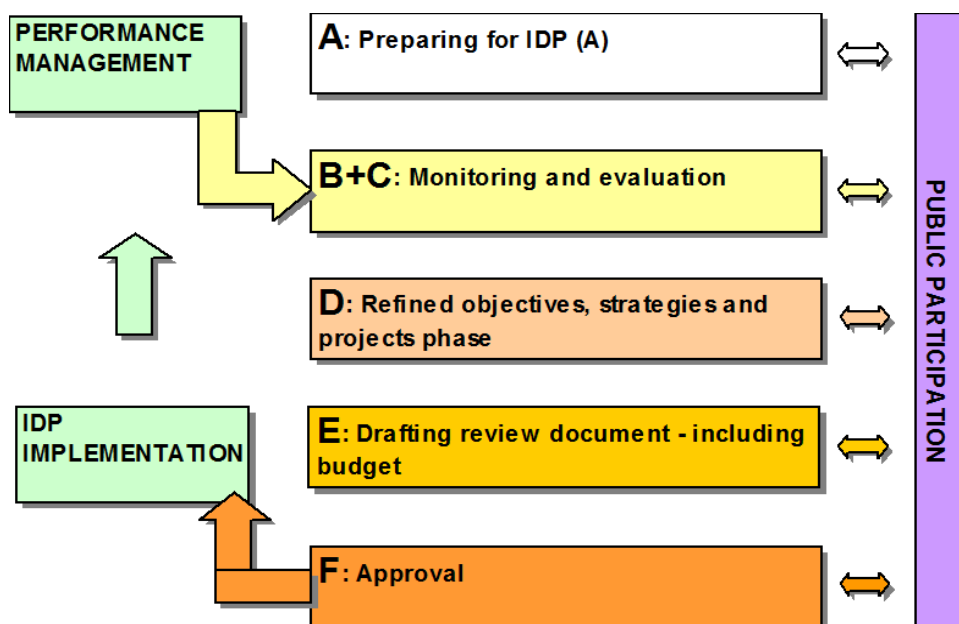 PERFORMANCE
MANAGEMENT
A: Preparing for IDP (A)
B+C: Monitoring and evaluation
D: Refined objectives, strategies and
projects phase
IDP
IMPLEMENTATION
E: Drafting review document - including
budget
F: Approval
PUBLIC PARTICIPATION